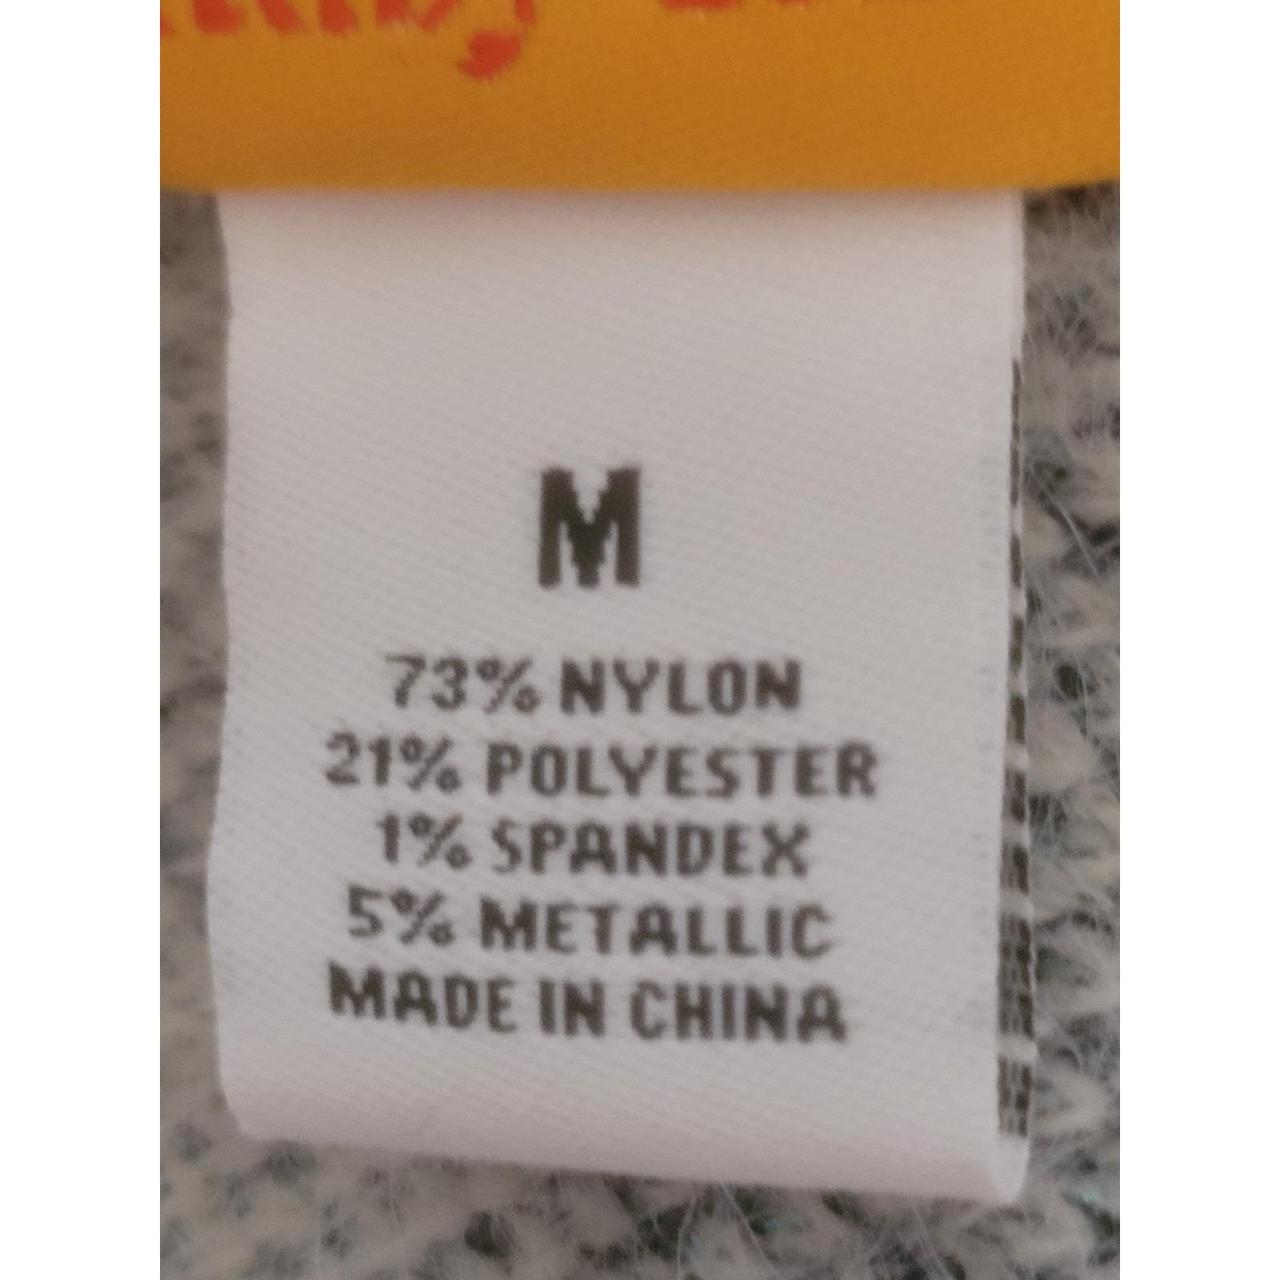 M
73% NYLON
21% POLYESTER
1% SPANDEX
5% METALLIC
MADE IN CHINA